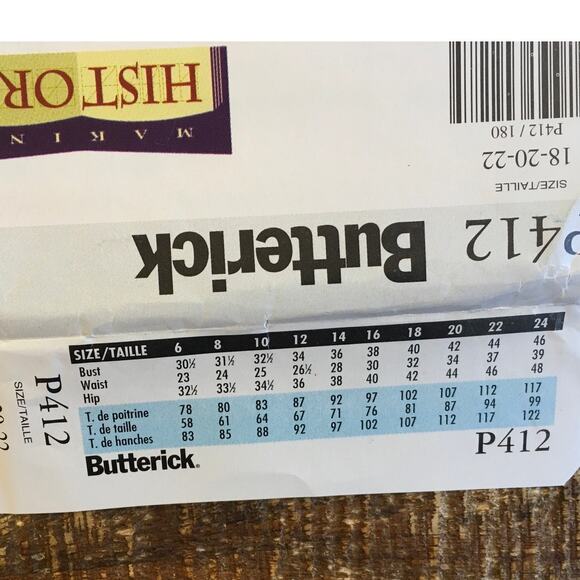 HISTOR
MAKIN
P412 / 180
18-20-22
SIZE/TAILLE
P412 Butterick
SIZE/TAILLE 6 8 10 12 14 16 18 20 22 24
Bust 30½ 31½ 32½ 34 36 38 40 42 44 46
Waist 23 24 25 26½ 28 30 32 34 37 39
Hip 32½ 33½ 34½ 36 38 40 42 44 46 48
T. de poitrine 78 80 83 87 92 97 102 107 112 117
T. de taille 58 61 64 67 71 76 81 87 94 99
T. de hanches 83 85 88 92 97 102 107 112 117 122
Butterick® P412
P412
SIZE/TAILLE